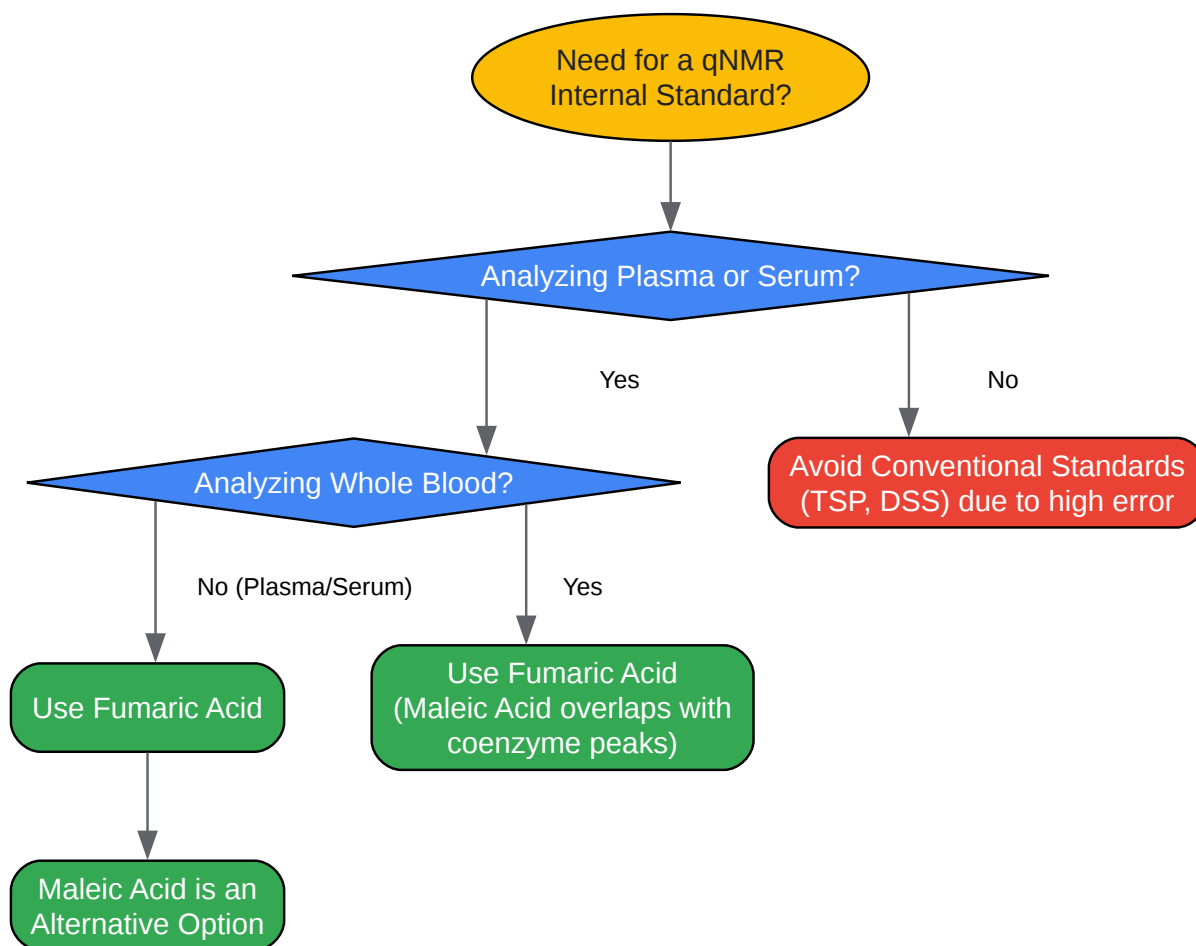 Need for a qNMR
Internal Standard?
Analyzing Plasma or Serum?
Yes
No
Analyzing Whole Blood?
Avoid Conventional Standards
(TSP, DSS) due to high error
No (Plasma/Serum)
Yes
Use Fumaric Acid
Use Fumaric Acid
(Maleic Acid overlaps with
coenzyme peaks)
Maleic Acid is an
Alternative Option